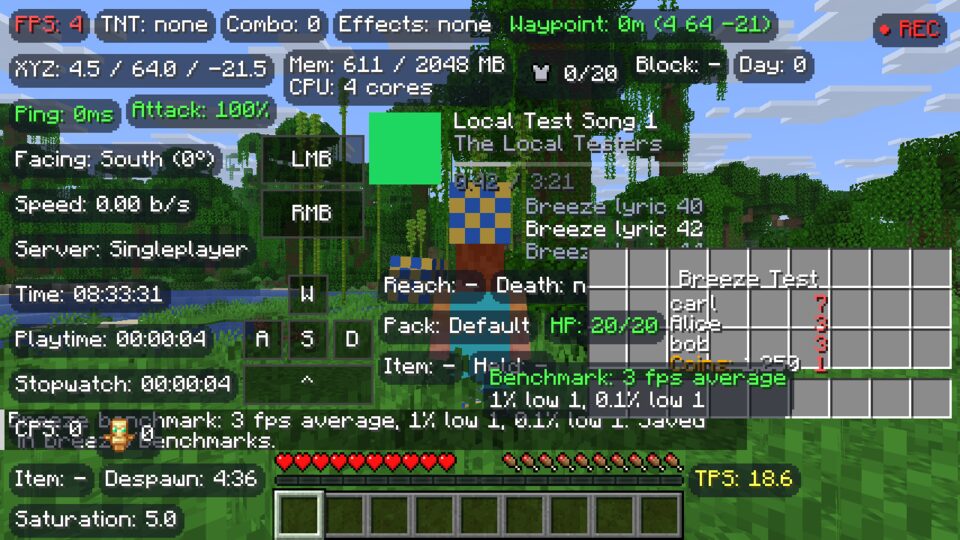 FPS: 4 TNT: none Combo: 0 Effects: none Waypoint: 0m (4 64 -21) REC
XYZ: 4.5 / 64.0 / -21.5 Mem: 611 / 2048 MB 0/20 Block: - Day: 0
CPU: 4 cores
Ping: 0ms Attack: 100%
Local Test Song 1
The Local Testers
Facing: South (0°) LMB
0:42 / 3:21
Speed: 0.00 b/s RMB
Breeze lyric 40
Breeze lyric 42
Breeze lyric
Server: Singleplayer
Reach: - Death: n
Breeze Test
Time: 08:33:31 W
carl 7
Alice 3
Pack: Default HP: 20/20
Playtime: 00:00:04 A S D
bob 3
Coins: 1,250 1
Item: - Held: -
Stopwatch: 00:00:04 ^
Benchmark: 3 fps average
1% low 1, 0.1% low 1
Breeze benchmark: 3 fps average, 1% low 1, 0.1% low 1. Saved
in breeze benchmarks.
CPS: 0 0
Item: - Despawn: 4:36 TPS: 18.6
Saturation: 5.0